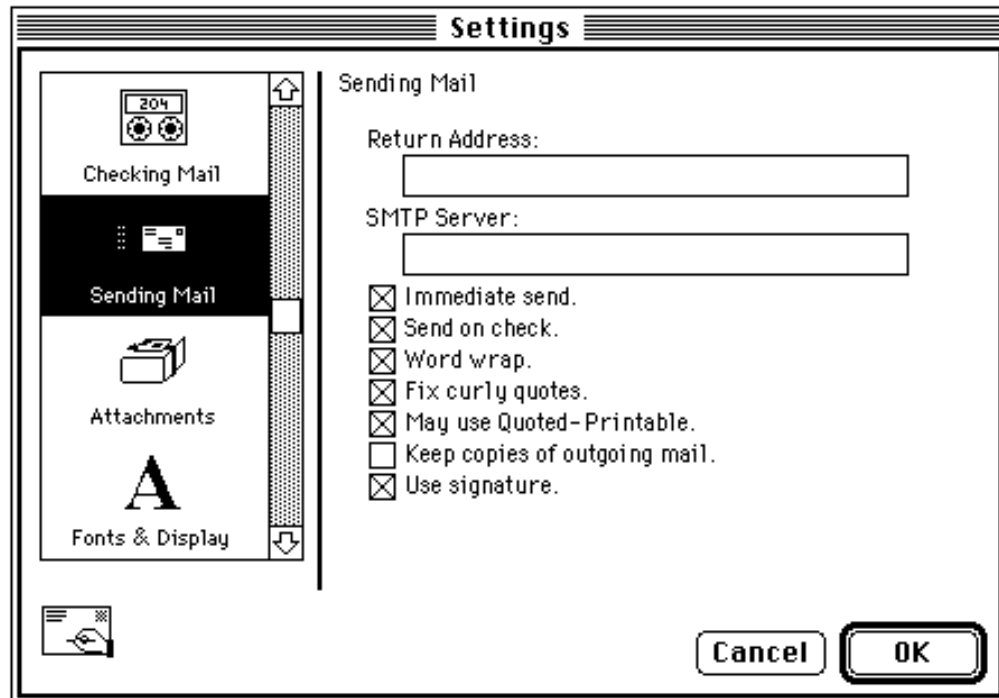 Settings
204
Checking Mail
Sending Mail
Attachments
A
Fonts & Display
Sending Mail
Return Address:
SMTP Server:
Immediate send.
Send on check.
Word wrap.
Fix curly quotes.
May use Quoted-Printable.
Keep copies of outgoing mail.
Use signature.
Cancel
OK